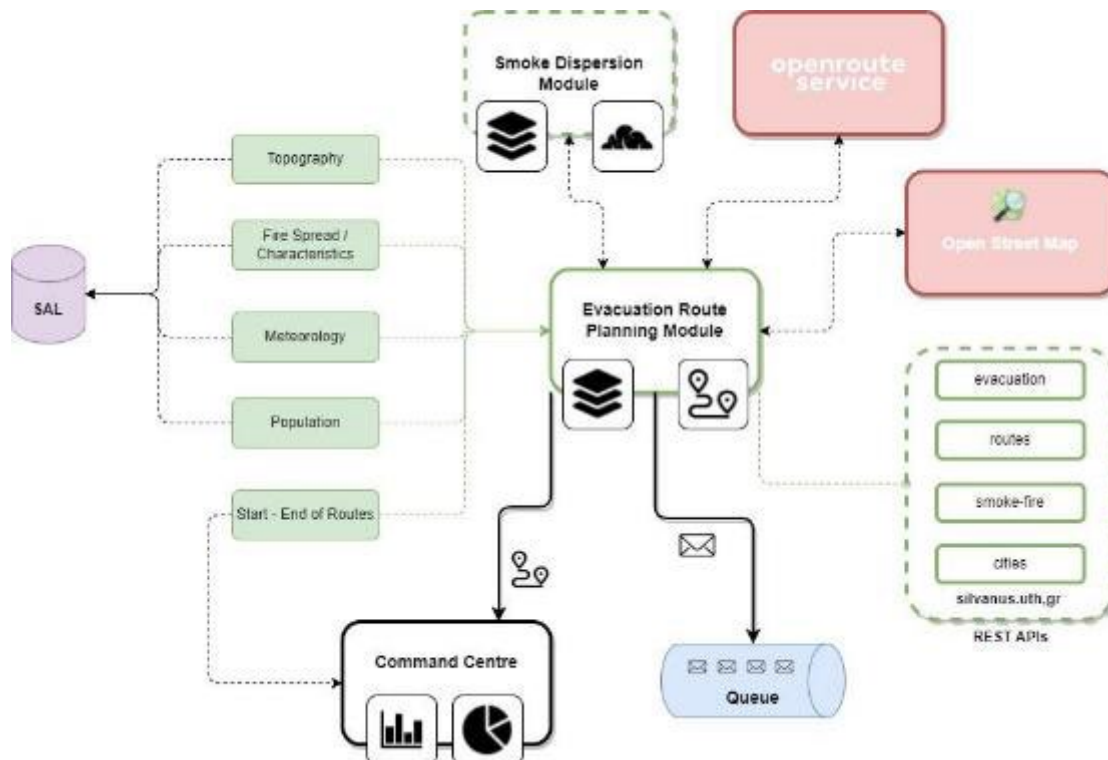 Smoke Dispersion
Module
openroute
service
Topography
Fire Spread /
Characteristics
SAL
Meteorology
Population
Start - End of Routes
Open Street Map
Evacuation Route
Planning Module
evacuation
routes
smoke-fire
cities
silvanus.uth.gr
REST APIs
Command Centre
Queue